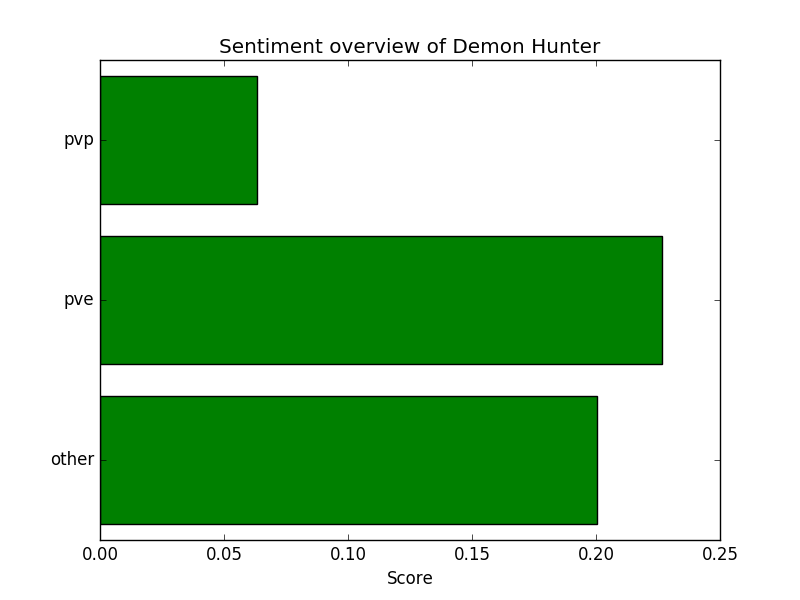 Sentiment overview of Demon Hunter
pvp
pve
other
0.00 0.05 0.10 0.15 0.20 0.25
Score